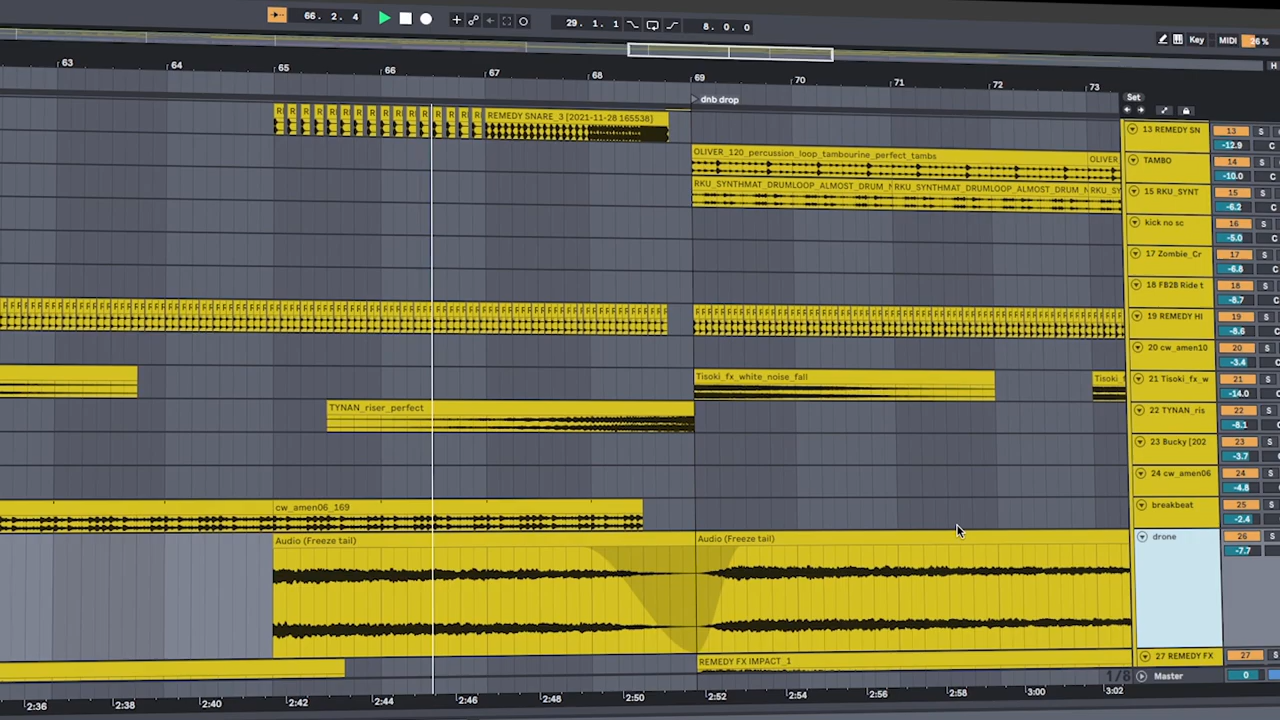 66. 2. 4
29. 1. 1
8. 0. 0
Key
MIDI
26 %
H
63 64 65 66 67 68 69 70 71 72 73
dnb drop
Set
REMEDY SNARE_3 [2021-11-28 165538]
13 REMEDY SN 13 S
-12.9 C
OLIVER_120_percussion_loop_tambourine_perfect_tambs OLIVER
TAMBO 14 S
-10.0 C
RKU_SYNTHMAT_DRUMLOOP_ALMOST_DRUM_N RKU_SYNTHMAT_DRUMLOOP_ALMOST_DRUM_N RKU_SY
15 RKU_SYNT 15 S
-6.2 C
kick no sc 16 S
-5.0 C
17 Zombie_Cr 17 S
-6.8 C
18 FB2B Ride t 18 S
-8.7 C
19 REMEDY HI 19 S
-8.6 C
20 cw_amen10 20 S
-3.4 C
Tisoki_fx_white_noise_fall Tisoki_f
21 Tisoki_fx_w 21 S
-14.0 C
TYNAN_riser_perfect
22 TYNAN_ris 22 S
-8.1 C
23 Bucky [202 23 S
-3.7 C
24 cw_amen06 24 S
-4.8 C
cw_amen06_169
breakbeat 25 S
-2.4 C
Audio (Freeze tail) Audio (Freeze tail)
drone 26 S
-7.7 C
REMEDY FX IMPACT_1
27 REMEDY FX 27 S
1/8
Master 0
2:36 2:38 2:40 2:42 2:44 2:46 2:48 2:50 2:52 2:54 2:56 2:58 3:00 3:02